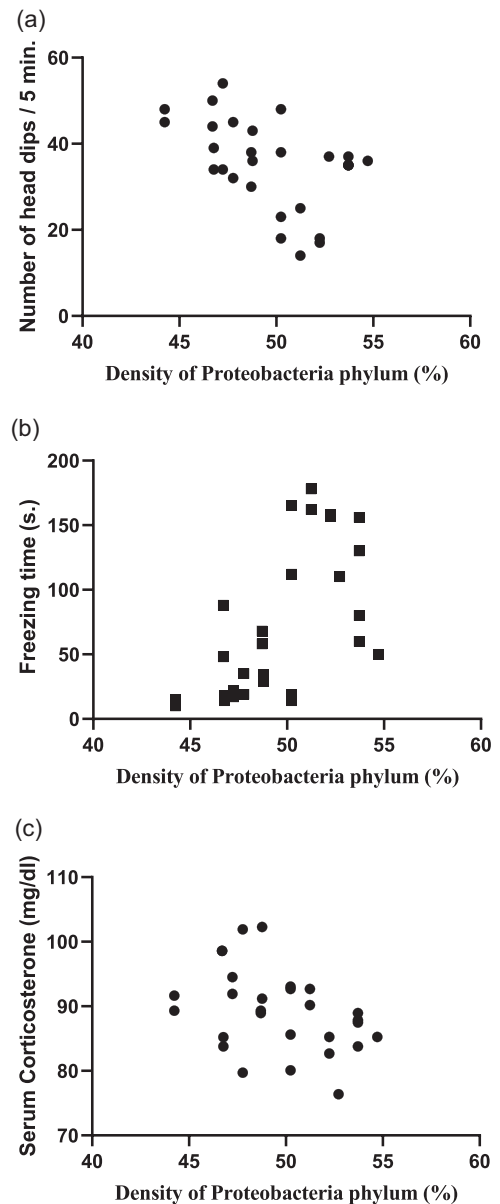 (a)
Number of head dips / 5 min.
60
40
20
0
40 45 50 55 60
Density of Proteobacteria phylum (%)
(b)
Freezing time (s.)
200
150
100
50
0
40 45 50 55 60
Density of Proteobacteria phylum (%)
(c)
Serum Corticosterone (mg/dl)
110
100
90
80
70
40 45 50 55 60
Density of Proteobacteria phylum (%)